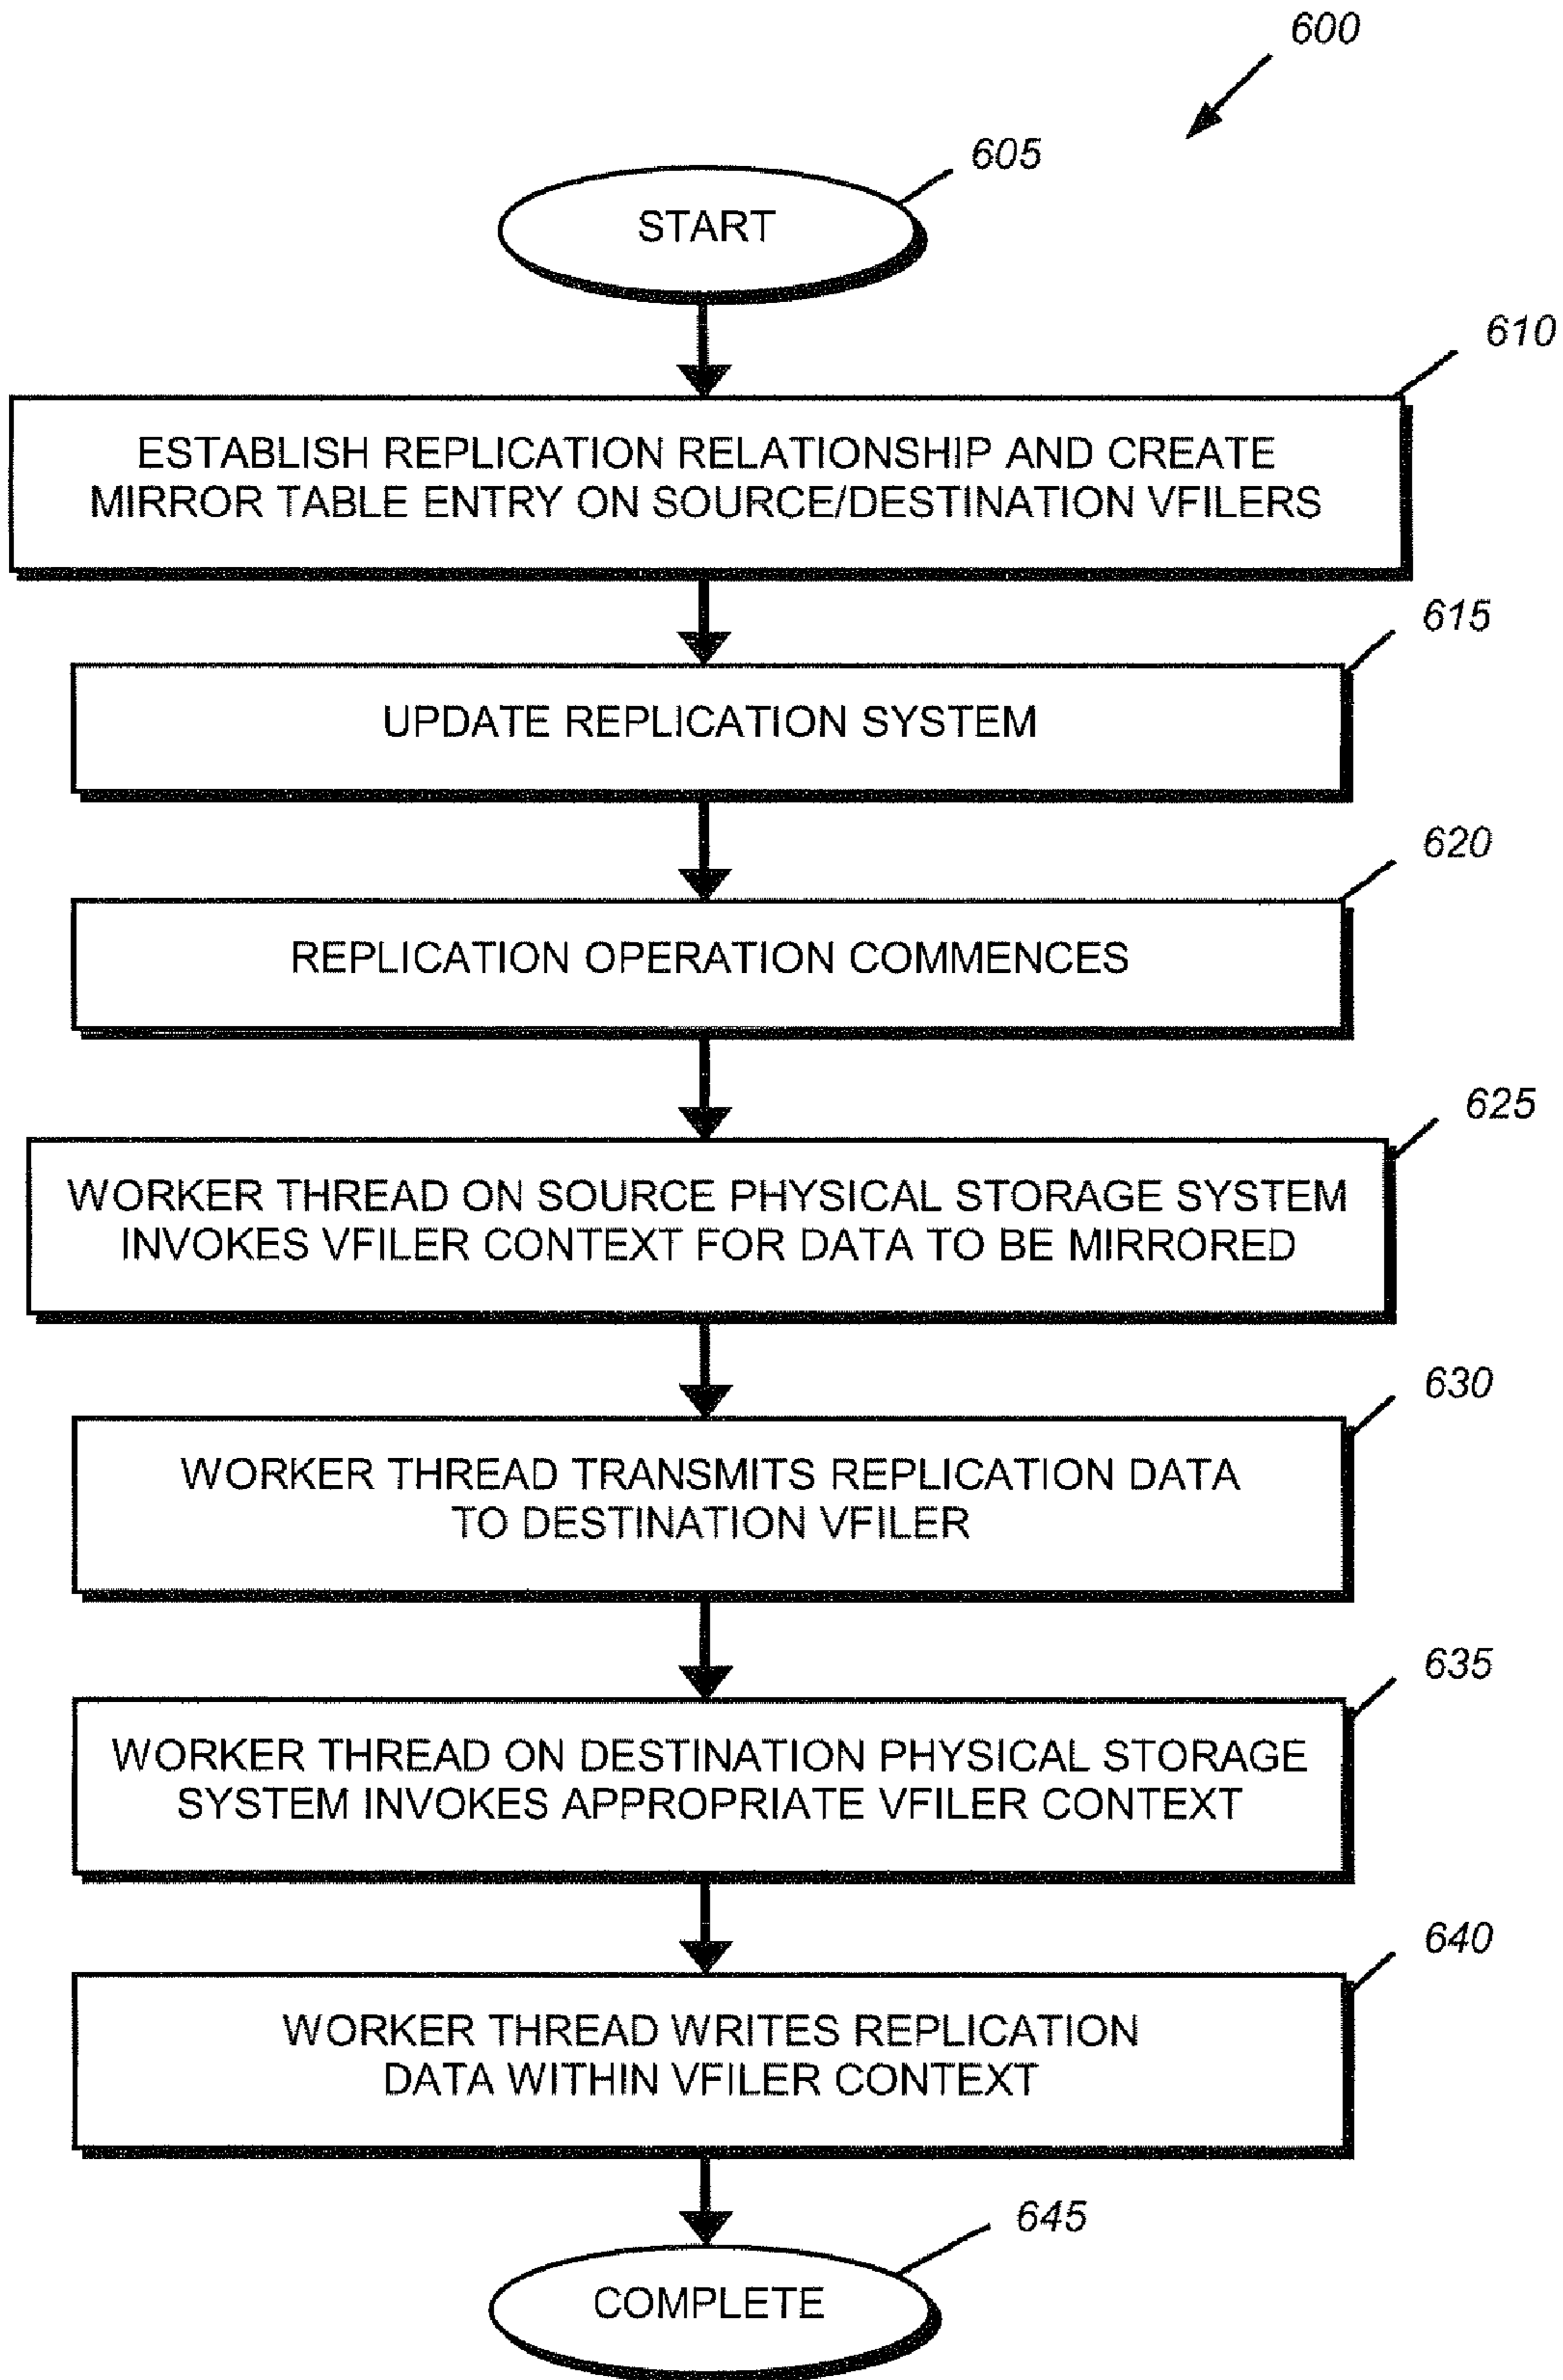 600
605
START
610
ESTABLISH REPLICATION RELATIONSHIP AND CREATE
MIRROR TABLE ENTRY ON SOURCE/DESTINATION VFILERS
615
UPDATE REPLICATION SYSTEM
620
REPLICATION OPERATION COMMENCES
625
WORKER THREAD ON SOURCE PHYSICAL STORAGE SYSTEM
INVOKES VFILER CONTEXT FOR DATA TO BE MIRRORED
630
WORKER THREAD TRANSMITS REPLICATION DATA
TO DESTINATION VFILER
635
WORKER THREAD ON DESTINATION PHYSICAL STORAGE
SYSTEM INVOKES APPROPRIATE VFILER CONTEXT
640
WORKER THREAD WRITES REPLICATION
DATA WITHIN VFILER CONTEXT
645
COMPLETE